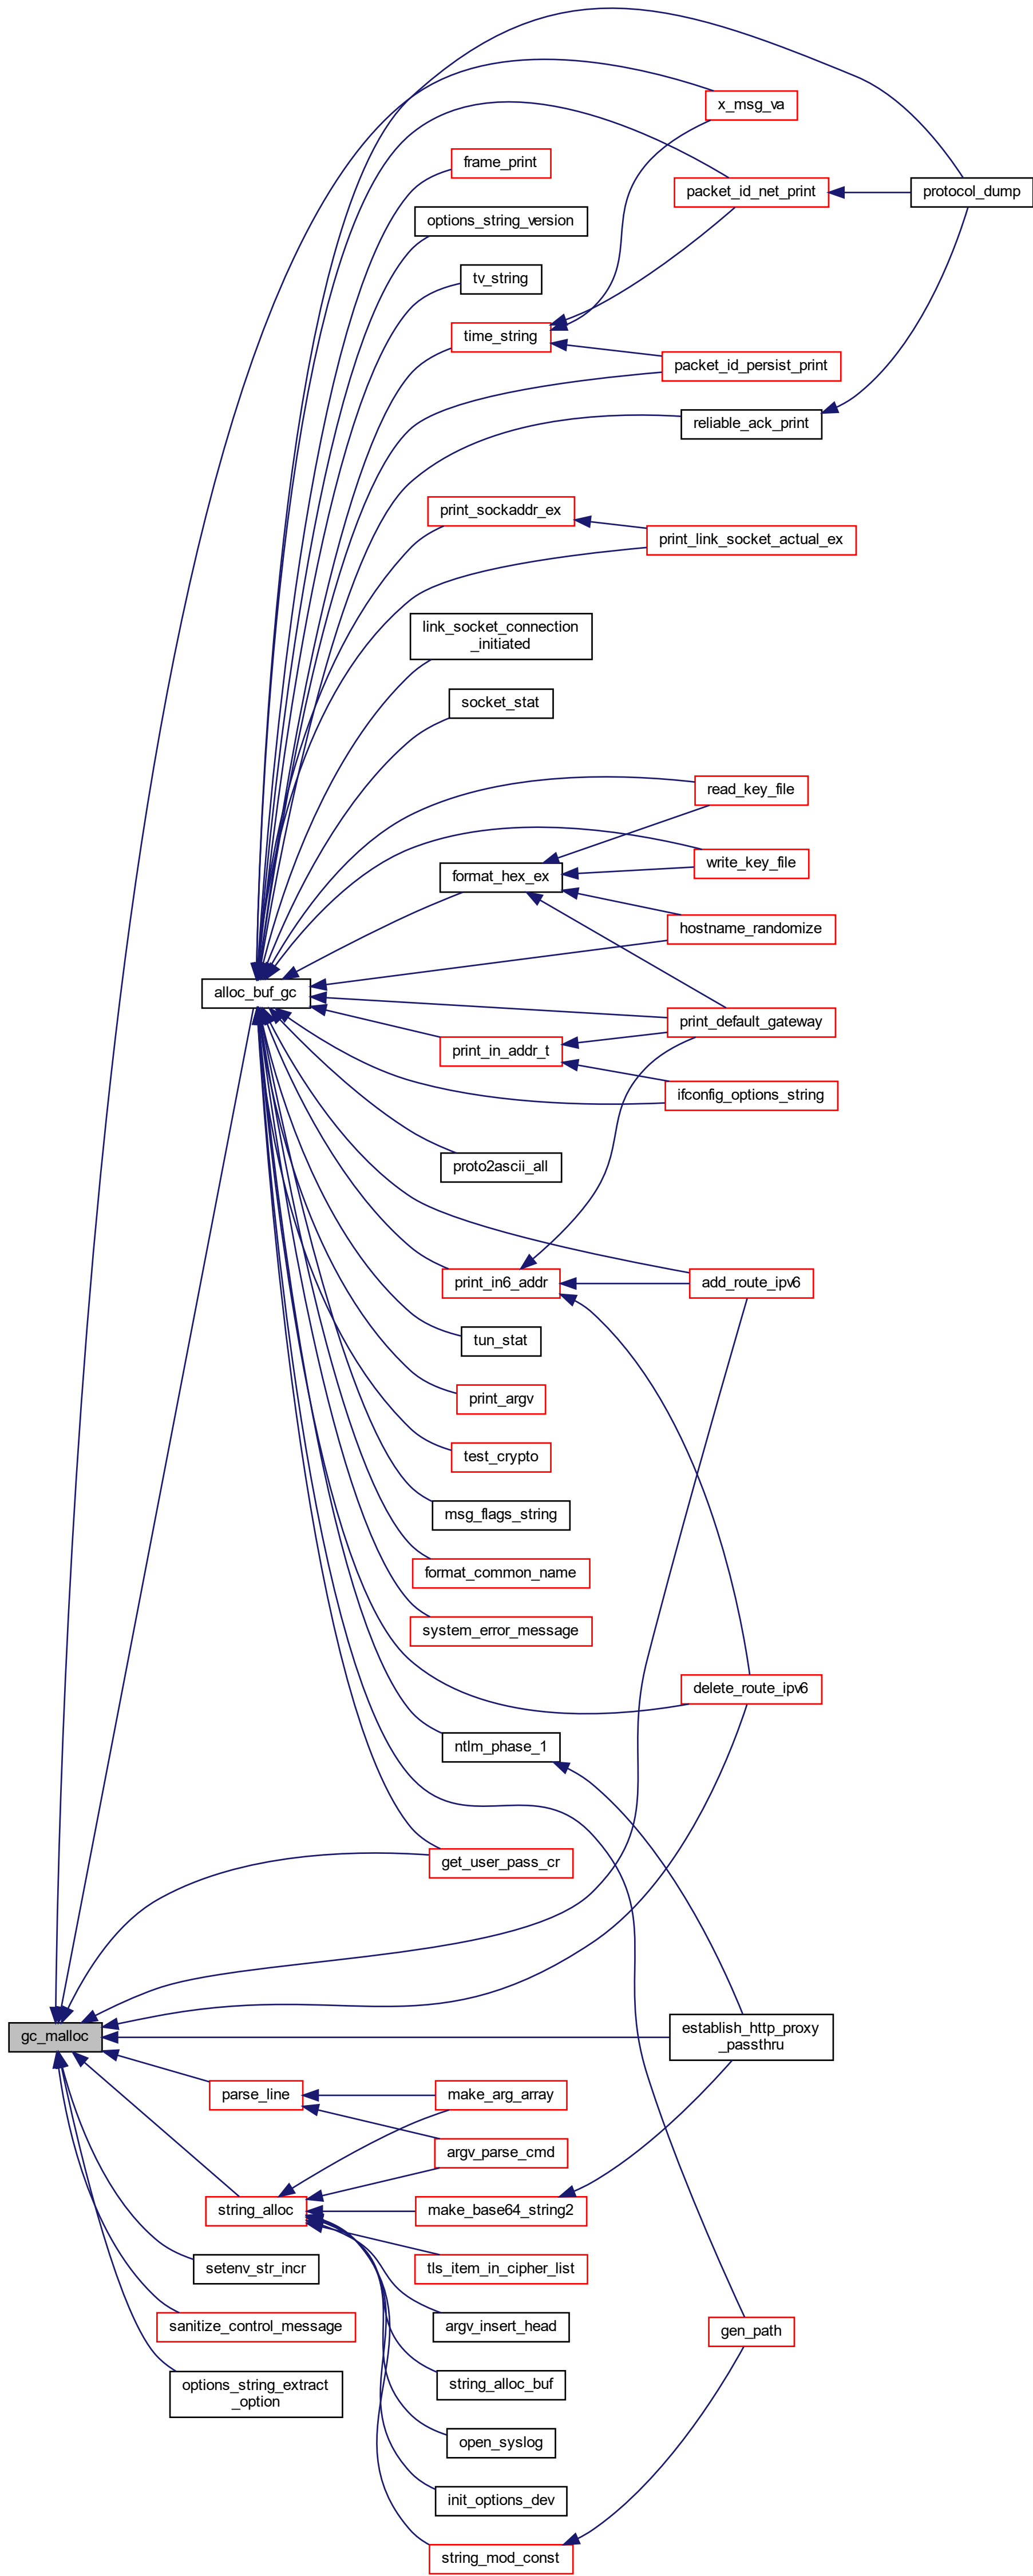 x_msg_va
frame_print
packet_id_net_print
protocol_dump
options_string_version
tv_string
time_string
packet_id_persist_print
reliable_ack_print
print_sockaddr_ex
print_link_socket_actual_ex
link_socket_connection
_initiated
socket_stat
read_key_file
write_key_file
format_hex_ex
hostname_randomize
alloc_buf_gc
print_default_gateway
print_in_addr_t
ifconfig_options_string
proto2ascii_all
print_in6_addr
add_route_ipv6
tun_stat
print_argv
test_crypto
msg_flags_string
format_common_name
system_error_message
delete_route_ipv6
ntlm_phase_1
get_user_pass_cr
gc_malloc
establish_http_proxy
_passthru
parse_line
make_arg_array
argv_parse_cmd
string_alloc
make_base64_string2
setenv_str_incr
tls_item_in_cipher_list
sanitize_control_message
argv_insert_head
gen_path
options_string_extract
_option
string_alloc_buf
open_syslog
init_options_dev
string_mod_const